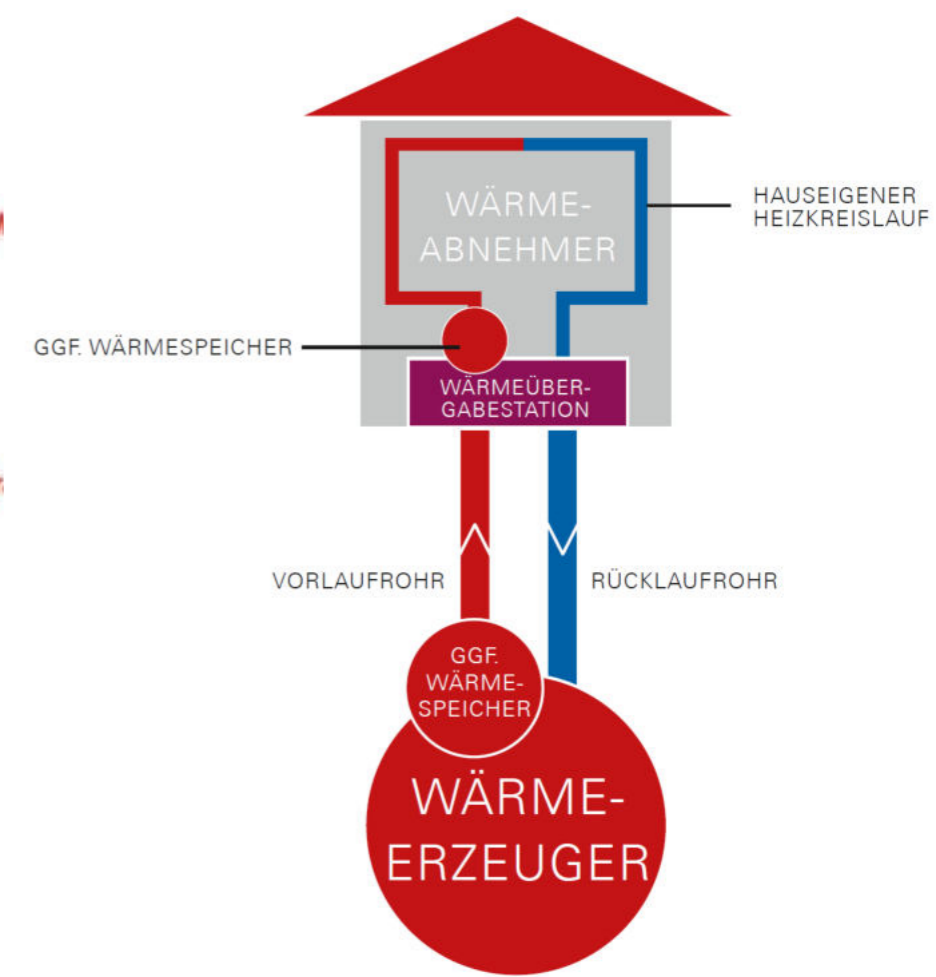 WÄRME-
ABNEHMER
HAUSEIGENER
HEIZKREISLAUF
GGF. WÄRMESPEICHER
WÄRMEÜBER-
GABESTATION
VORLAUFROHR
RÜCKLAUFROHR
GGF.
WÄRME-
SPEICHER
WÄRME-
ERZEUGER